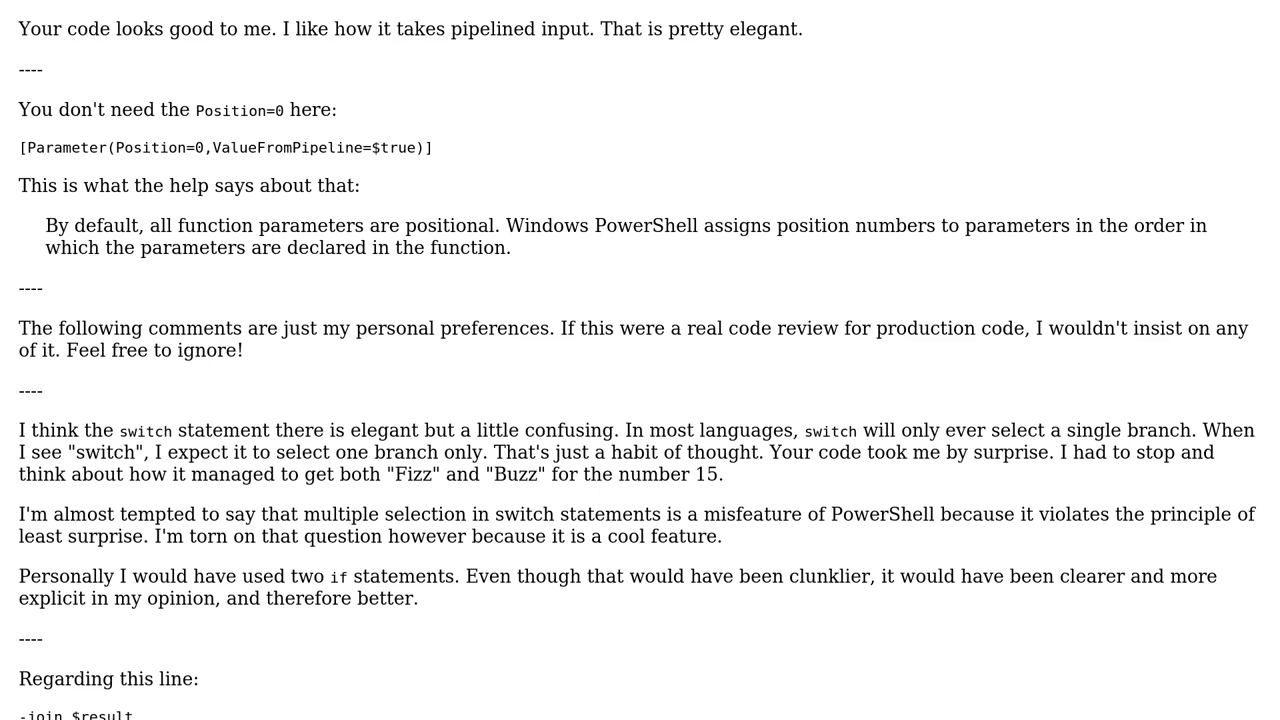 Your code looks good to me. I like how it takes pipelined input. That is pretty elegant.
----
You don't need the Position=0 here:
[Parameter(Position=0,ValueFromPipeline=$true)]
This is what the help says about that:
By default, all function parameters are positional. Windows PowerShell assigns position numbers to parameters in the order in
which the parameters are declared in the function.
----
The following comments are just my personal preferences. If this were a real code review for production code, I wouldn't insist on any
of it. Feel free to ignore!
----
I think the switch statement there is elegant but a little confusing. In most languages, switch will only ever select a single branch. When
I see "switch", I expect it to select one branch only. That's just a habit of thought. Your code took me by surprise. I had to stop and
think about how it managed to get both "Fizz" and "Buzz" for the number 15.
I'm almost tempted to say that multiple selection in switch statements is a misfeature of PowerShell because it violates the principle of
least surprise. I'm torn on that question however because it is a cool feature.
Personally I would have used two if statements. Even though that would have been clunklier, it would have been clearer and more
explicit in my opinion, and therefore better.
----
Regarding this line:
-join $result